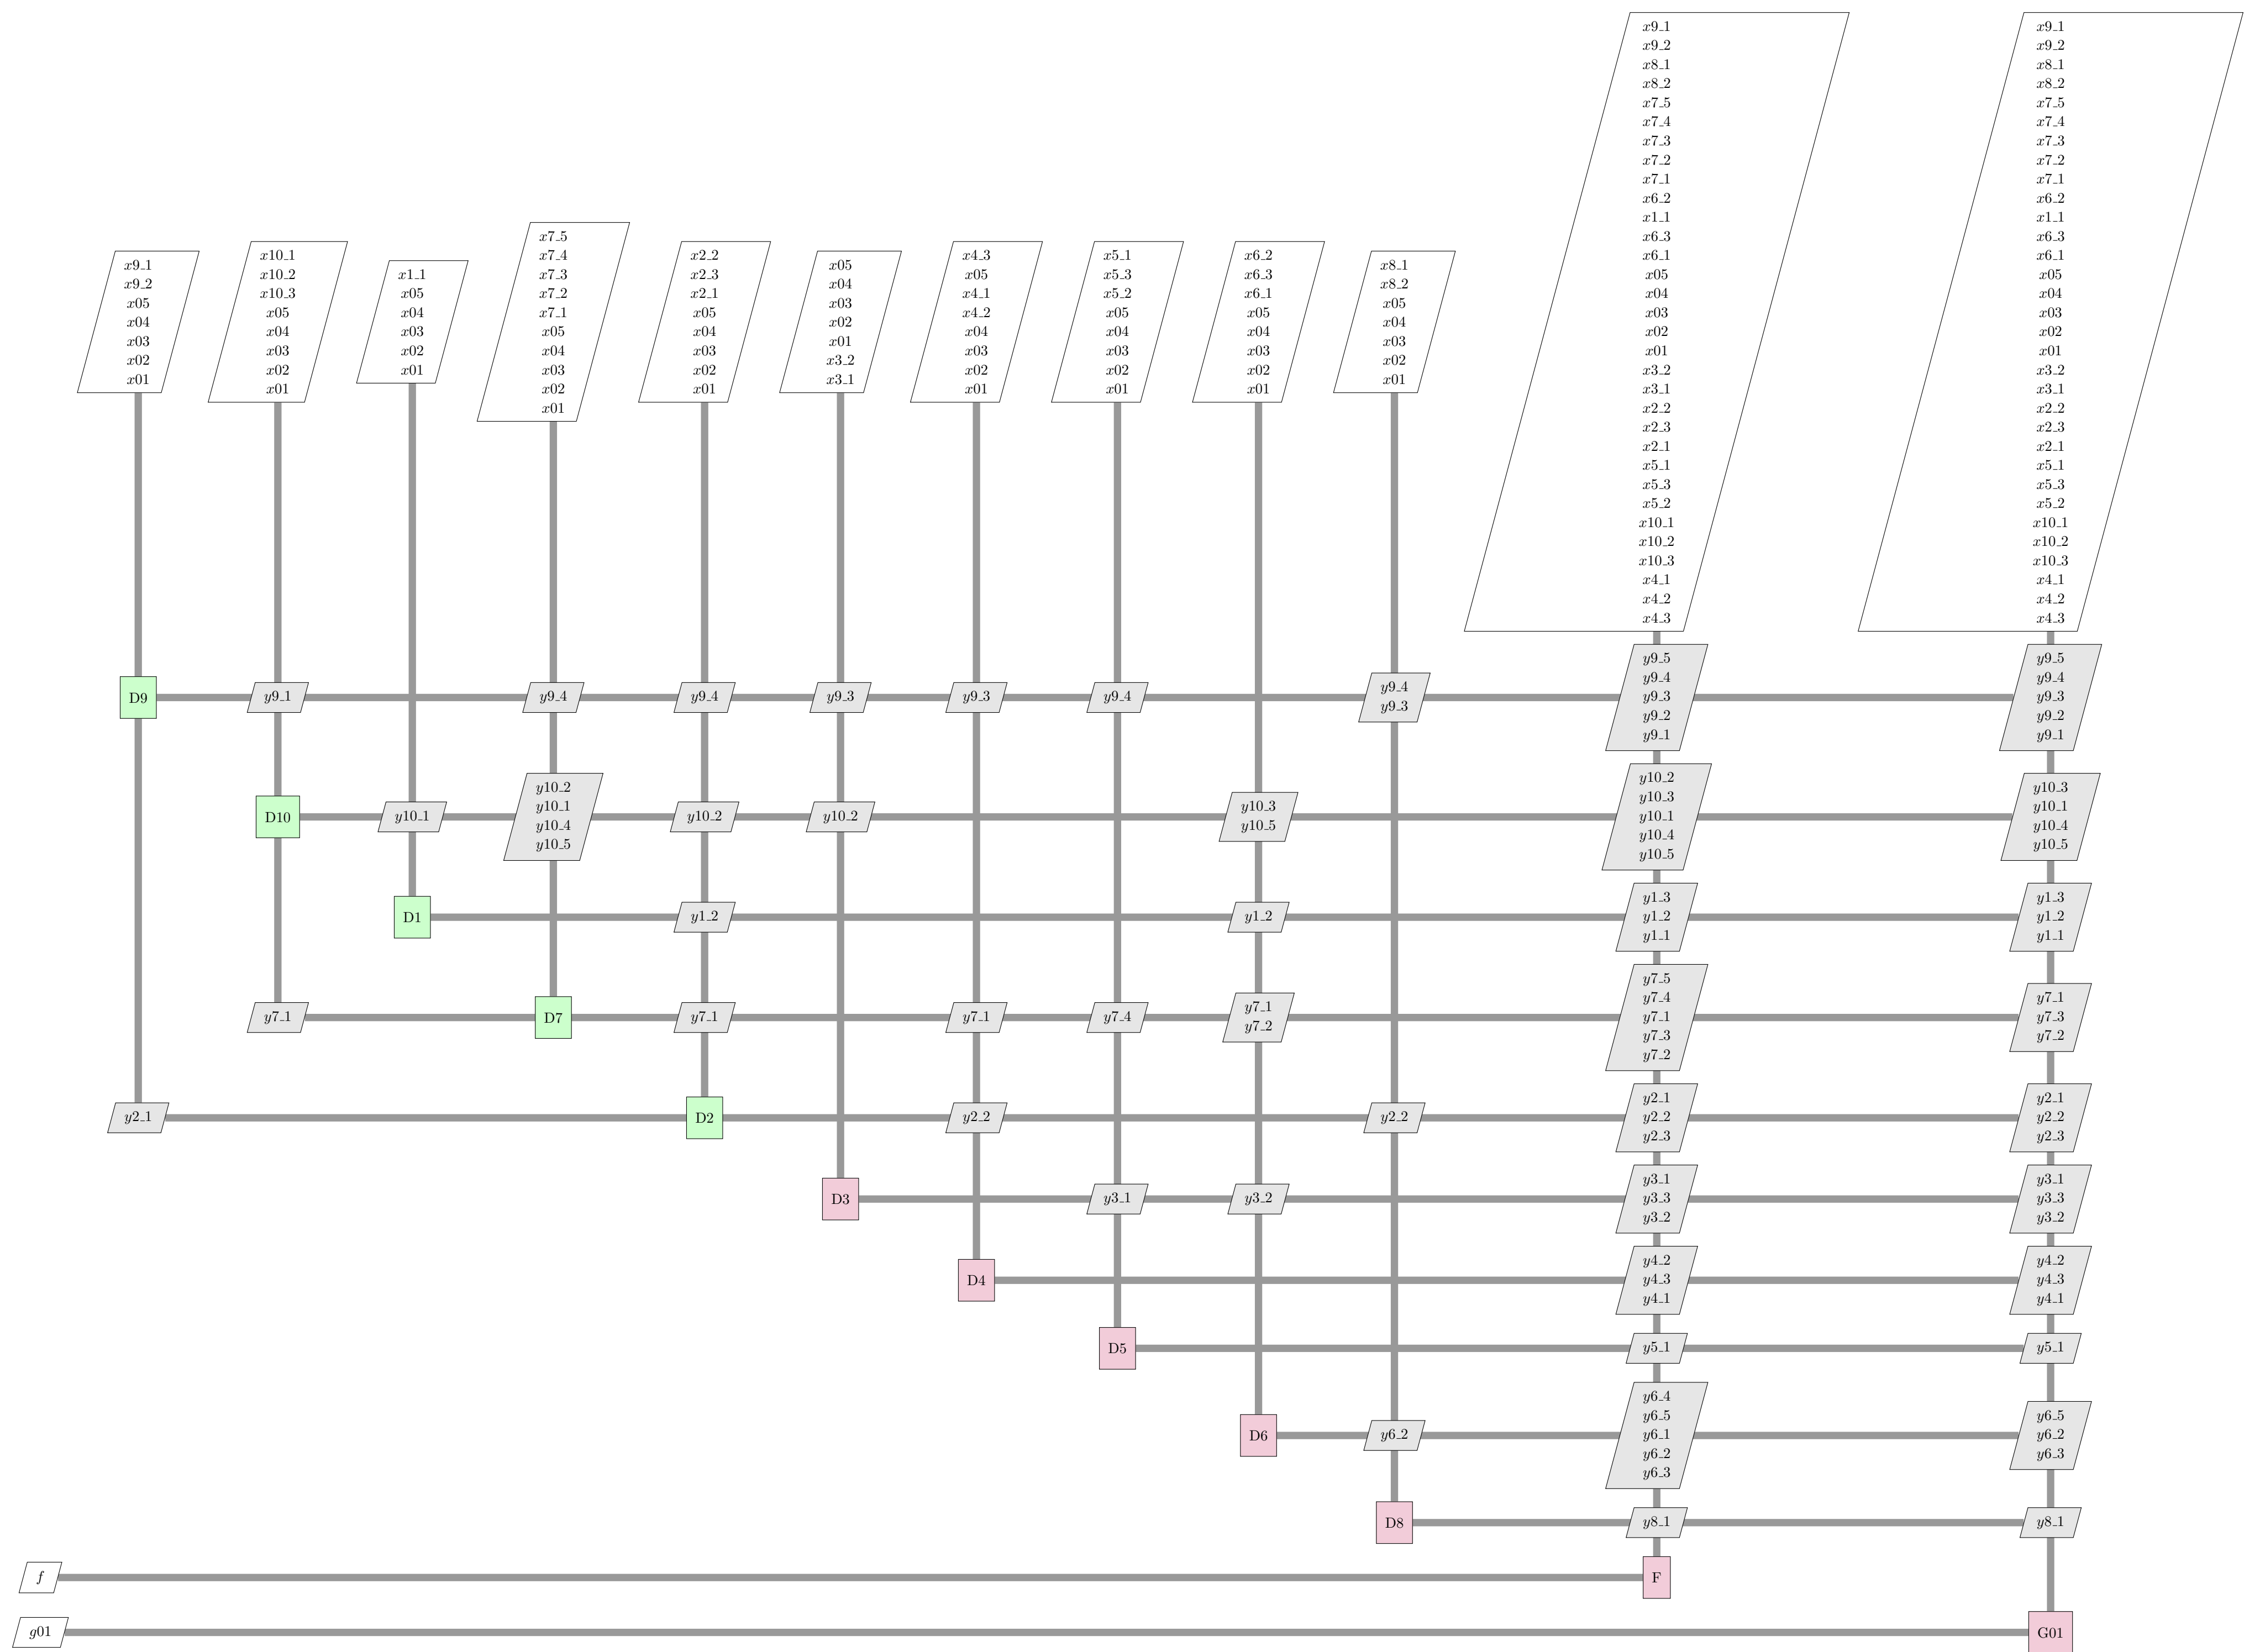 x9_1
x9_2
x05
x04
x03
x02
x01
x10_1
x10_2
x10_3
x05
x04
x03
x02
x01
x1_1
x05
x04
x03
x02
x01
x7_5
x7_4
x7_3
x7_2
x7_1
x05
x04
x03
x02
x01
x2_2
x2_3
x2_1
x05
x04
x03
x02
x01
x05
x04
x03
x02
x01
x3_2
x3_1
x4_3
x05
x4_1
x4_2
x04
x03
x02
x01
x5_1
x5_3
x5_2
x05
x04
x03
x02
x01
x6_2
x6_3
x6_1
x05
x04
x03
x02
x01
x8_1
x8_2
x05
x04
x03
x02
x01
x9_1
x9_2
x8_1
x8_2
x7_5
x7_4
x7_3
x7_2
x7_1
x6_2
x1_1
x6_3
x6_1
x05
x04
x03
x02
x01
x3_2
x3_1
x2_2
x2_3
x2_1
x5_1
x5_3
x5_2
x10_1
x10_2
x10_3
x4_1
x4_2
x4_3
x9_1
x9_2
x8_1
x8_2
x7_5
x7_4
x7_3
x7_2
x7_1
x6_2
x1_1
x6_3
x6_1
x05
x04
x03
x02
x01
x3_2
x3_1
x2_2
x2_3
x2_1
x5_1
x5_3
x5_2
x10_1
x10_2
x10_3
x4_1
x4_2
x4_3
D9
y9_1
y9_4
y9_4
y9_3
y9_3
y9_4
y9_4
y9_3
y9_5
y9_4
y9_3
y9_2
y9_1
y9_5
y9_4
y9_3
y9_2
y9_1
D10
y10_1
y10_2
y10_1
y10_4
y10_5
y10_2
y10_2
y10_3
y10_5
y10_2
y10_3
y10_1
y10_4
y10_5
y10_3
y10_1
y10_4
y10_5
D1
y1_2
y1_2
y1_3
y1_2
y1_1
y1_3
y1_2
y1_1
y7_1
D7
y7_1
y7_1
y7_4
y7_1
y7_2
y7_5
y7_4
y7_1
y7_3
y7_2
y7_1
y7_3
y7_2
y2_1
D2
y2_2
y2_2
y2_1
y2_2
y2_3
y2_1
y2_2
y2_3
D3
y3_1
y3_2
y3_1
y3_3
y3_2
y3_1
y3_3
y3_2
D4
y4_2
y4_3
y4_1
y4_2
y4_3
y4_1
D5
y5_1
y5_1
D6
y6_2
y6_4
y6_5
y6_1
y6_2
y6_3
y6_5
y6_2
y6_3
D8
y8_1
y8_1
f
F
g01
G01